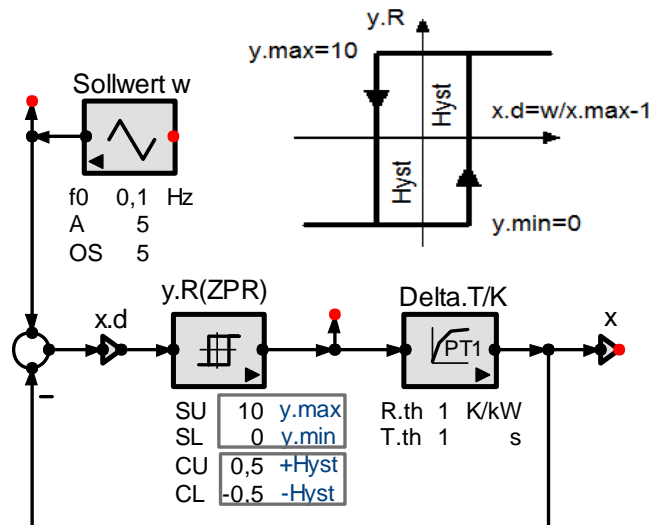 y.R
y.max=10
Sollwert w
Hyst
x.d=w/x.max-1
Hyst
f0 0,1 Hz
A 5
OS 5
y.min=0
y.R(ZPR)
Delta.T/K
x.d
x
PT1
−
SU 10 y.max
SL 0 y.min
CU 0,5 +Hyst
CL -0,5 -Hyst
R.th 1 K/kW
T.th 1 s